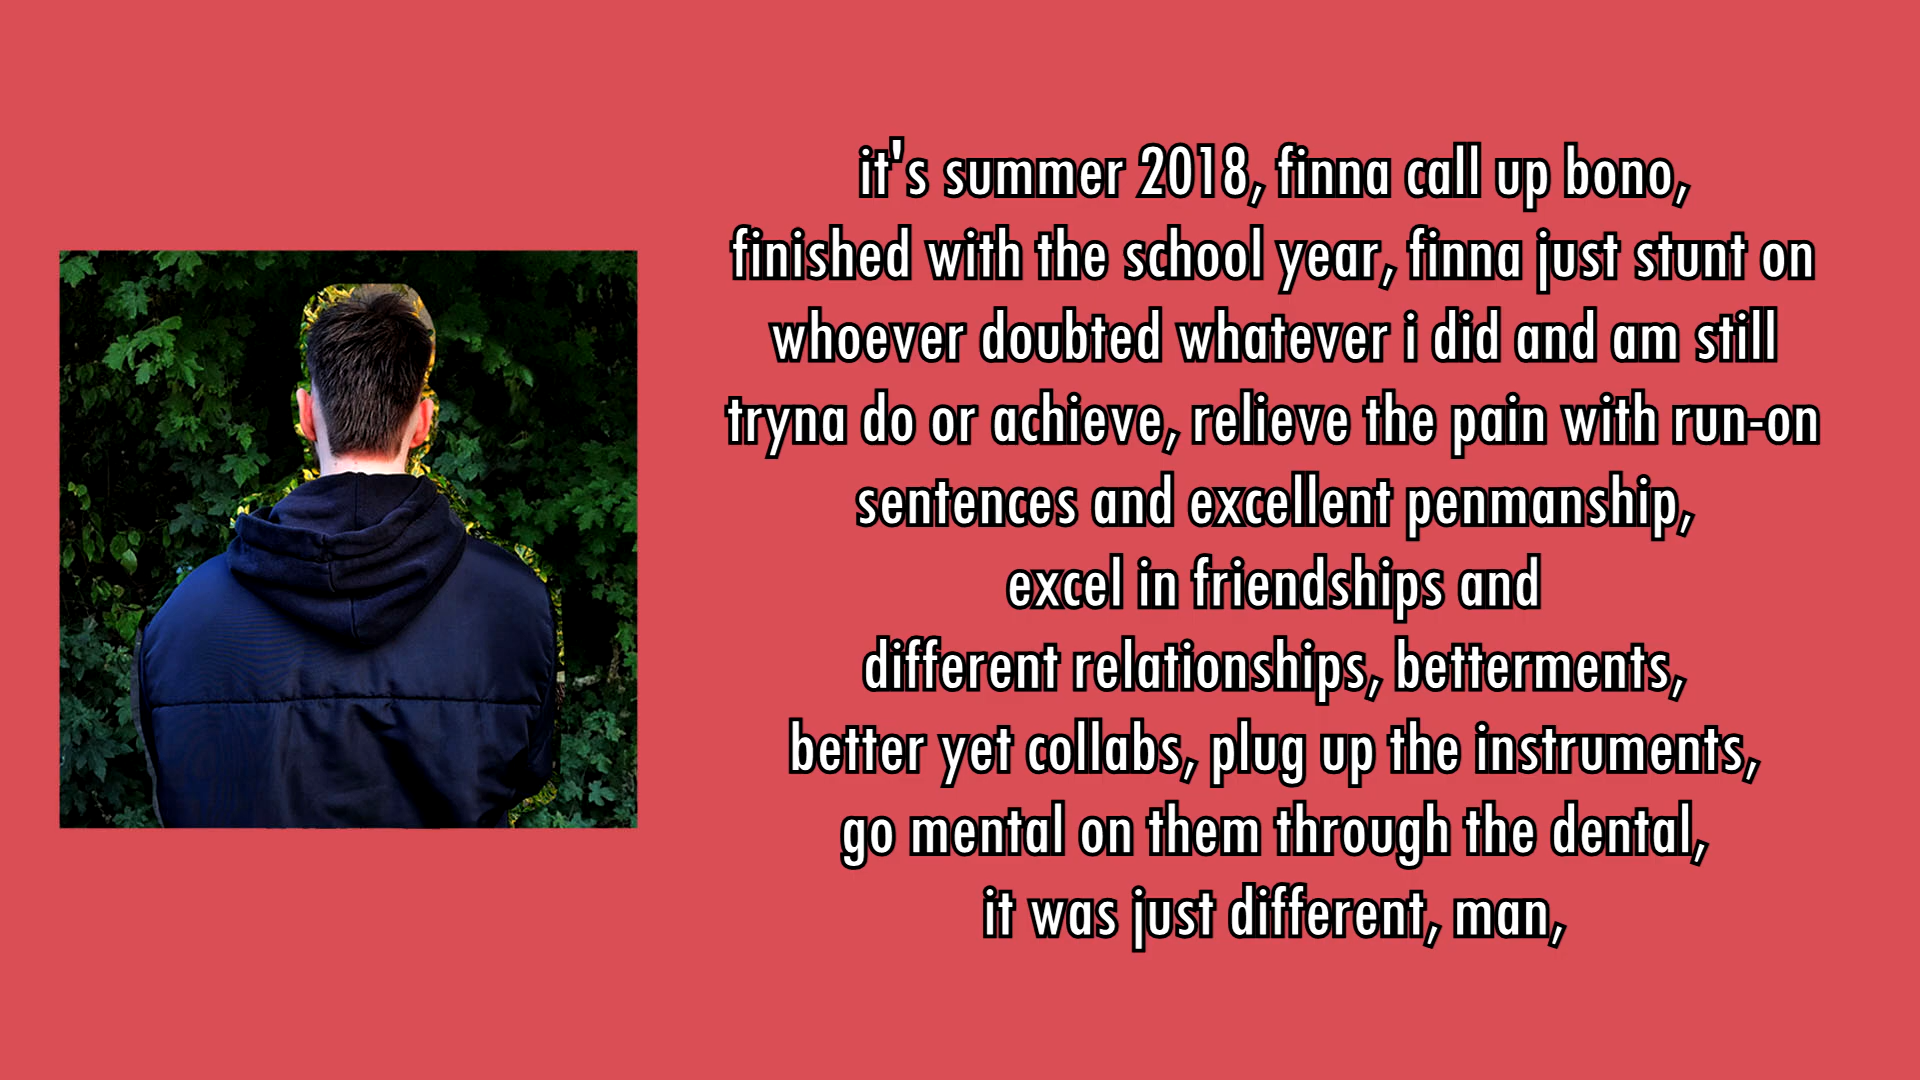 it's summer 2018, finna call up bono,
finished with the school year, finna just stunt on
whoever doubted whatever i did and am still
tryna do or achieve, relieve the pain with run-on
sentences and excellent penmanship,
excel in friendships and
different relationships, betterments,
better yet collabs, plug up the instruments,
go mental on them through the dental,
it was just different, man,